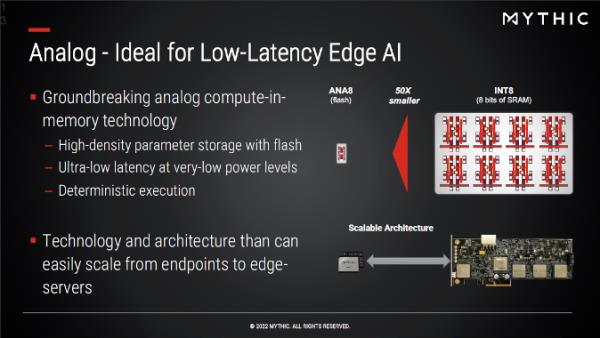 MYTHIC
Analog - Ideal for Low-Latency Edge AI
Groundbreaking analog compute-in-
memory technology
– High-density parameter storage with flash
– Ultra-low latency at very-low power levels
– Deterministic execution
Technology and architecture than can
easily scale from endpoints to edge-
servers
ANA8
(flash)
50X
smaller
INT8
(8 bits of SRAM)
Scalable Architecture
© 2022 MYTHIC. ALL RIGHTS RESERVED.